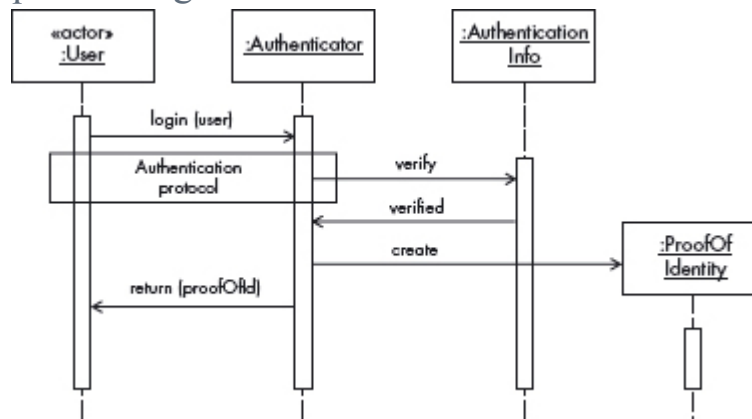 «actor»
:User
:Authenticator
:Authentication
Info
login (user)
Authentication
protocol
verify
verified
create
:ProofOf
Identity
return (proofOfId)